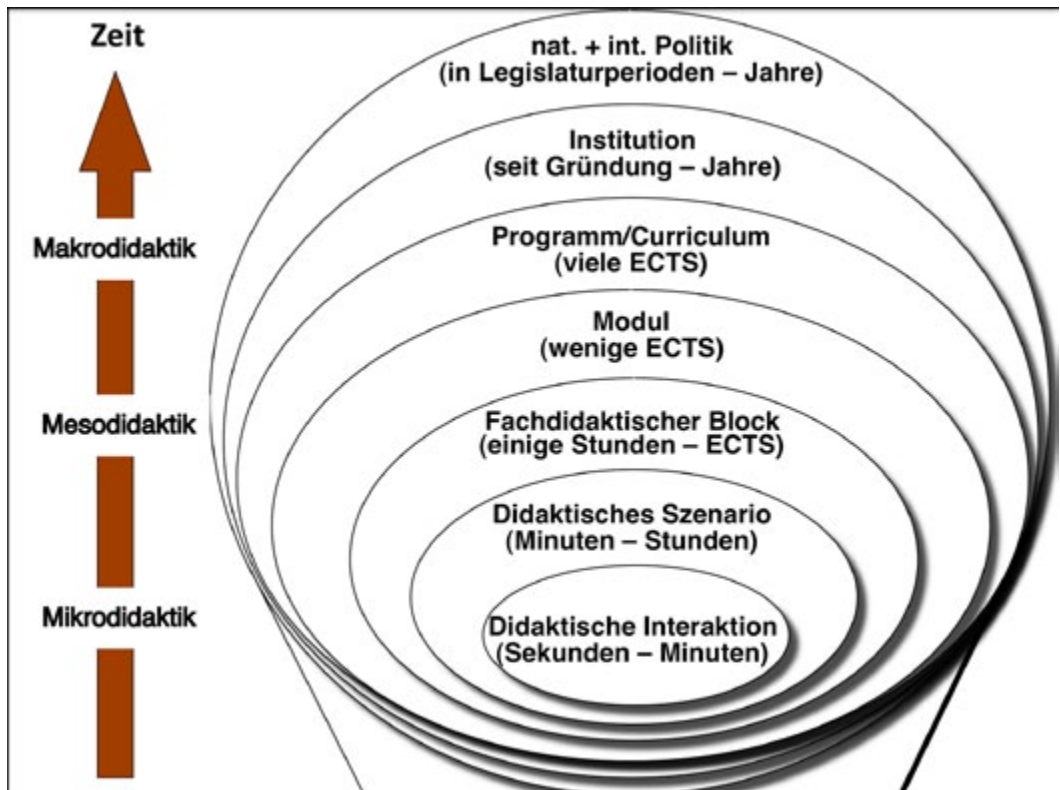 Zeit
Makrodidaktik
Mesodidaktik
Mikrodidaktik
nat. + int. Politik
(in Legislaturperioden – Jahre)
Institution
(seit Gründung – Jahre)
Programm/Curriculum
(viele ECTS)
Modul
(wenige ECTS)
Fachdidaktischer Block
(einige Stunden – ECTS)
Didaktisches Szenario
(Minuten – Stunden)
Didaktische Interaktion
(Sekunden – Minuten)